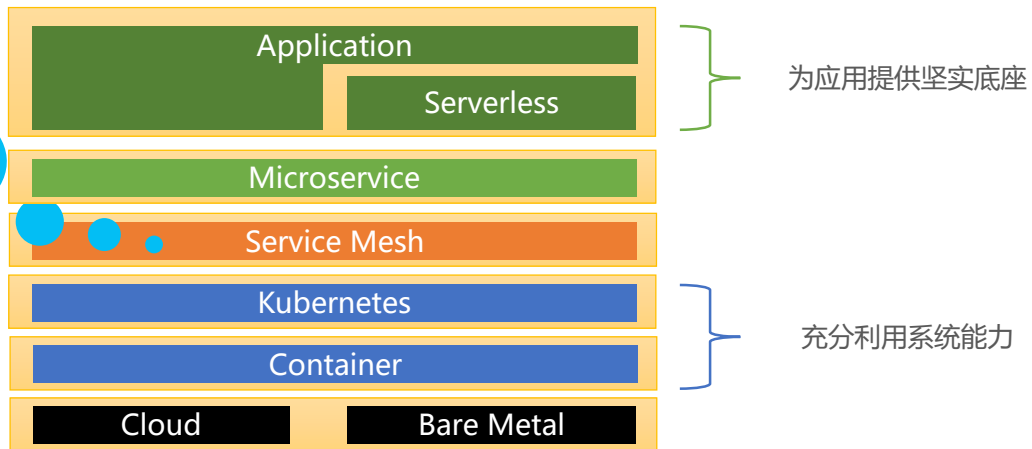 Application
为应用提供坚实底座
Serverless
Microservice
Service Mesh
Kubernetes
充分利用系统能力
Container
Cloud
Bare Metal